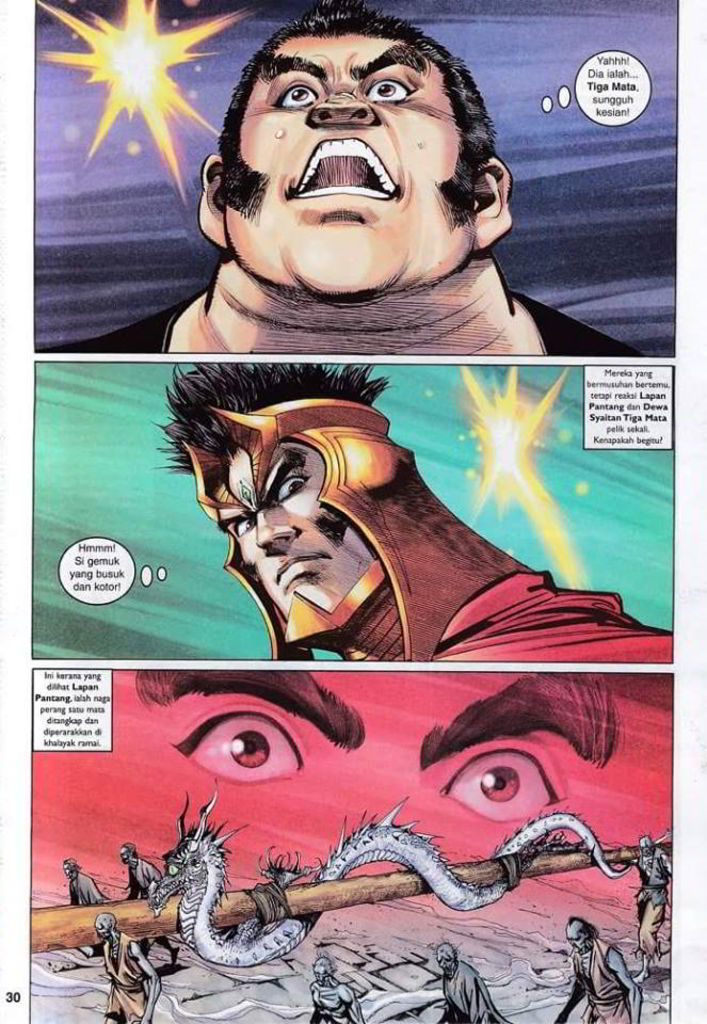 Yahhh!
Dia ialah...
Tiga Mata,
sungguh
kesian!
Mereka yang
bermusuhan bertemu,
tetapi reaksi Lapan
Pantang dan Dewa
Syaitan Tiga Mata
pelik sekali.
Kenapakah begitu?
Hmmm!
Si gemuk
yang busuk
dan kotor!
Ini kerana yang
dilihat Lapan
Pantang, ialah naga
perang satu mata
ditangkap dan
diperarakkan di
khalayak ramai.
30